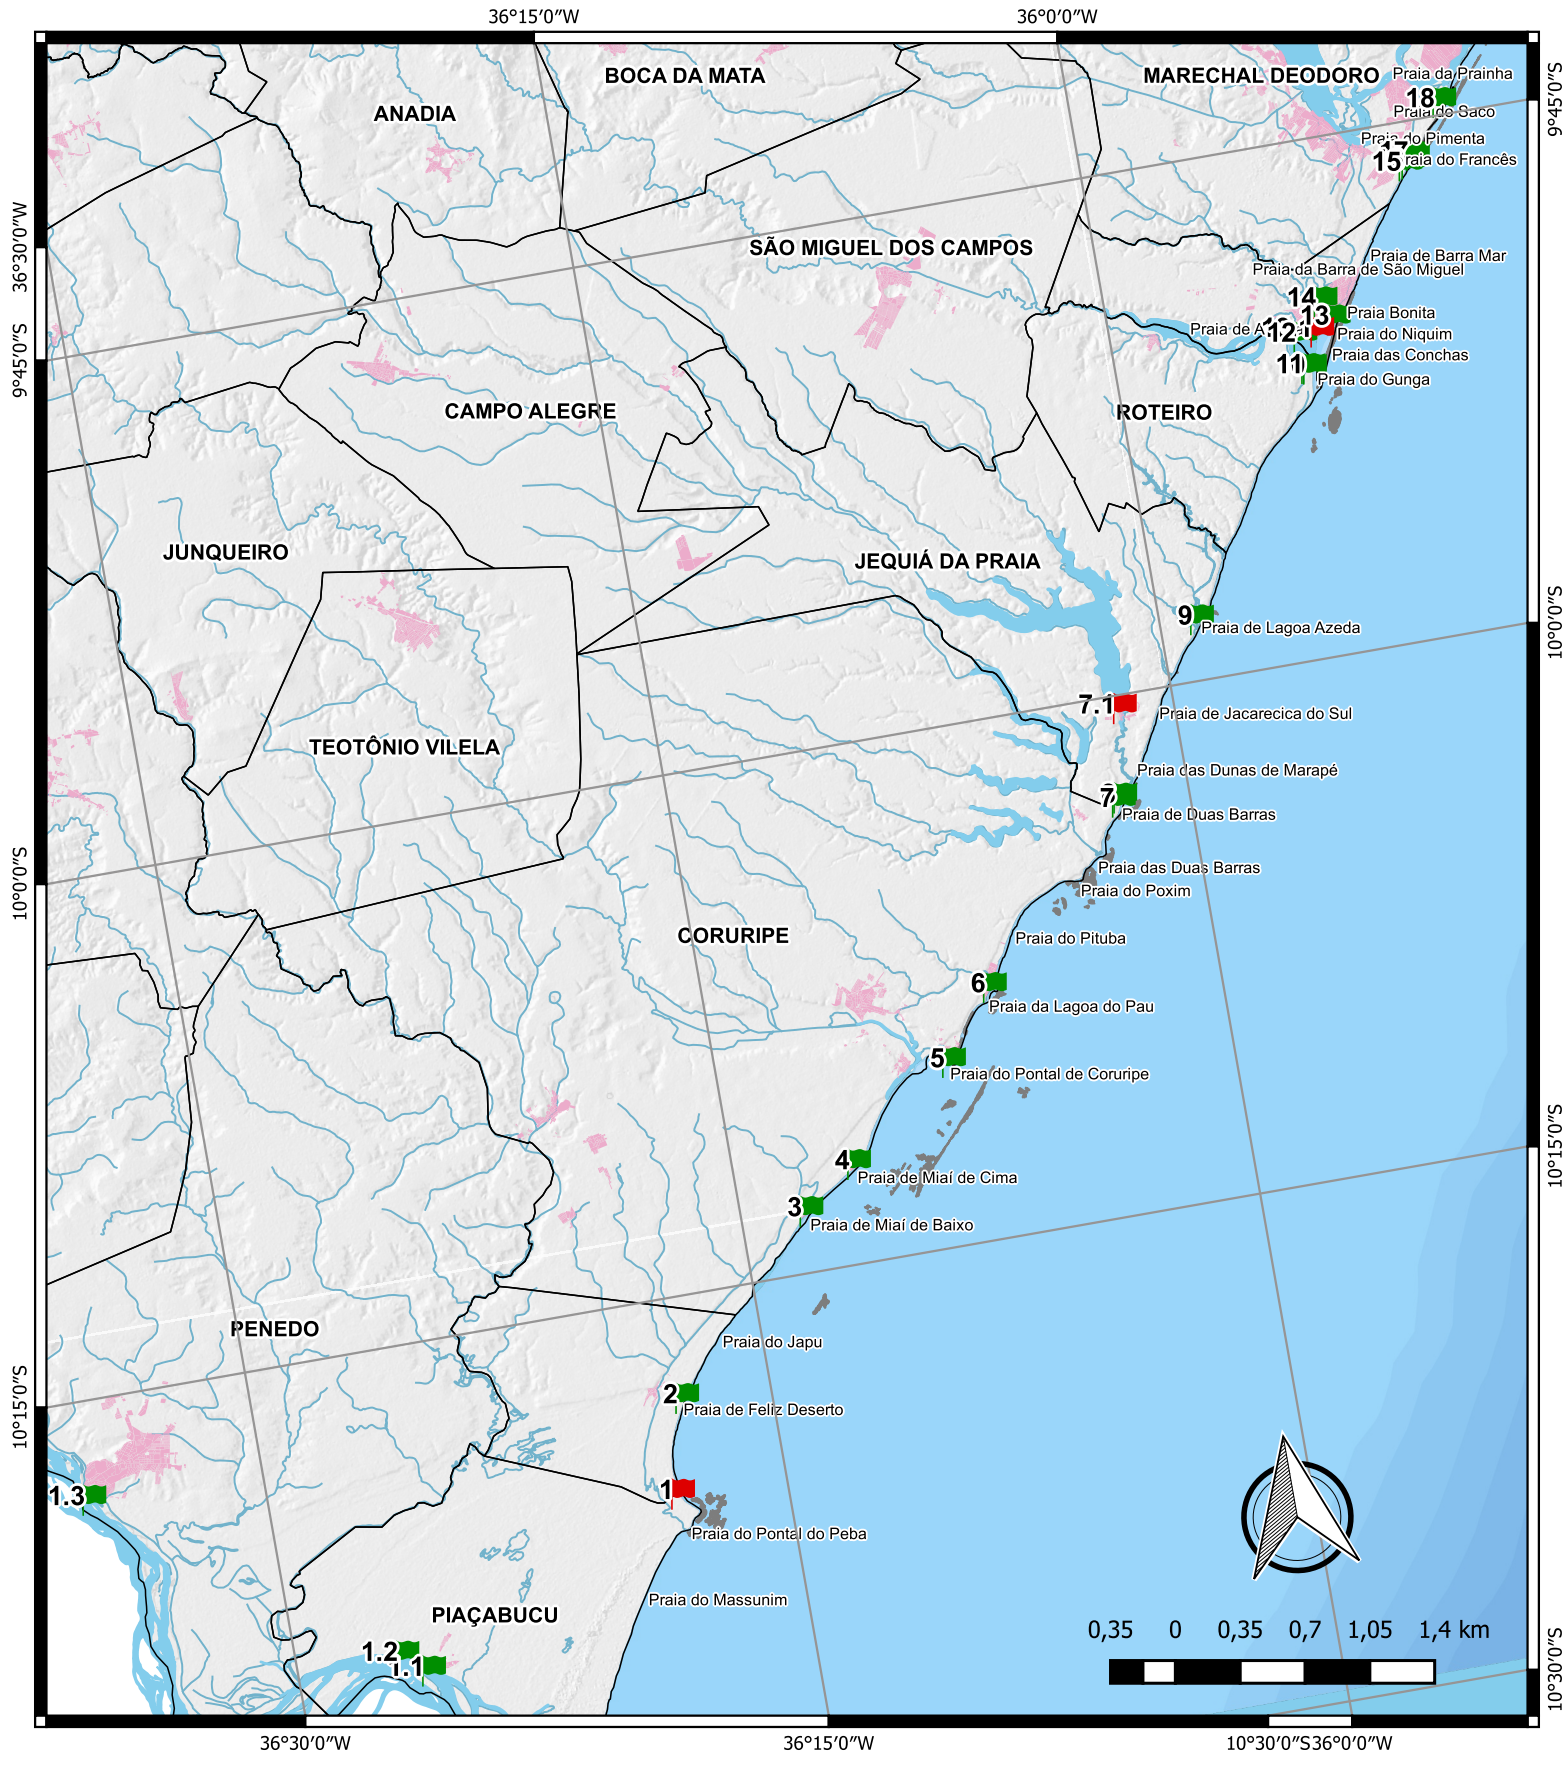 36°15'0"W
36°0'0"W
BOCA DA MATA
MARECHAL DEODORO
Praia da Prainha
ANADIA
18
Praia do Saco
9°45'0"S
Praia do Pimenta
17
15
Praia do Francês
36°30'0"W
SÃO MIGUEL DOS CAMPOS
Praia de Barra Mar
Praia da Barra de São Miguel
14
13
Praia Bonita
Praia de
12
Praia do Niquim
9°45'0"S
11
Praia das Conchas
Praia do Gunga
CAMPO ALEGRE
ROTEIRO
JUNQUEIRO
JEQUIÁ DA PRAIA
9
Praia de Lagoa Azeda
10°0'0"S
7.1
Praia de Jacarecica do Sul
TEOTÔNIO VILELA
Praia das Dunas de Marapé
7
Praia de Duas Barras
Praia das Duas Barras
10°0'0"S
Praia do Poxim
CORURIPE
Praia do Pituba
6
Praia da Lagoa do Pau
5
Praia do Pontal de Coruripe
10°15'0"S
4
Praia de Miaí de Cima
3
Praia de Miaí de Baixo
PENEDO
Praia do Japu
2
Praia de Feliz Deserto
10°15'0"S
1.3
1
Praia do Pontal do Peba
Praia do Massunim
PIAÇABUCU
1.2
1.1
0,35 0 0,35 0,7 1,05 1,4 km
10°30'0"S
36°30'0"W
36°15'0"W
10°30'0"S36°0'0"W